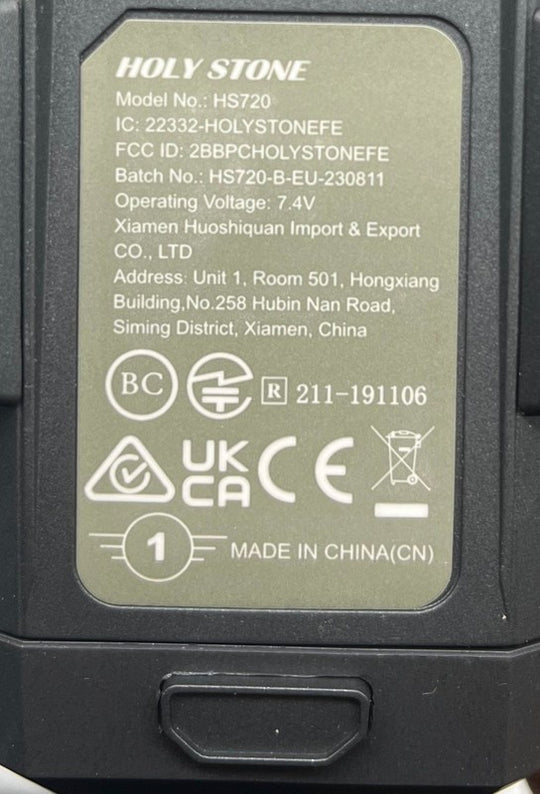 HOLY STONE
Model No.: HS720
IC: 22332-HOLYSTONEFE
FCC ID: 2BBPCHOLYSTONEFE
Batch No.: HS720-B-EU-230811
Operating Voltage: 7.4V
Xiamen Huoshiquan Import & Export
CO., LTD
Address: Unit 1, Room 501, Hongxiang
Building,No.258 Hubin Nan Road,
Siming District, Xiamen, China
BC R 211-191106
UK
CA CE
1 MADE IN CHINA(CN)